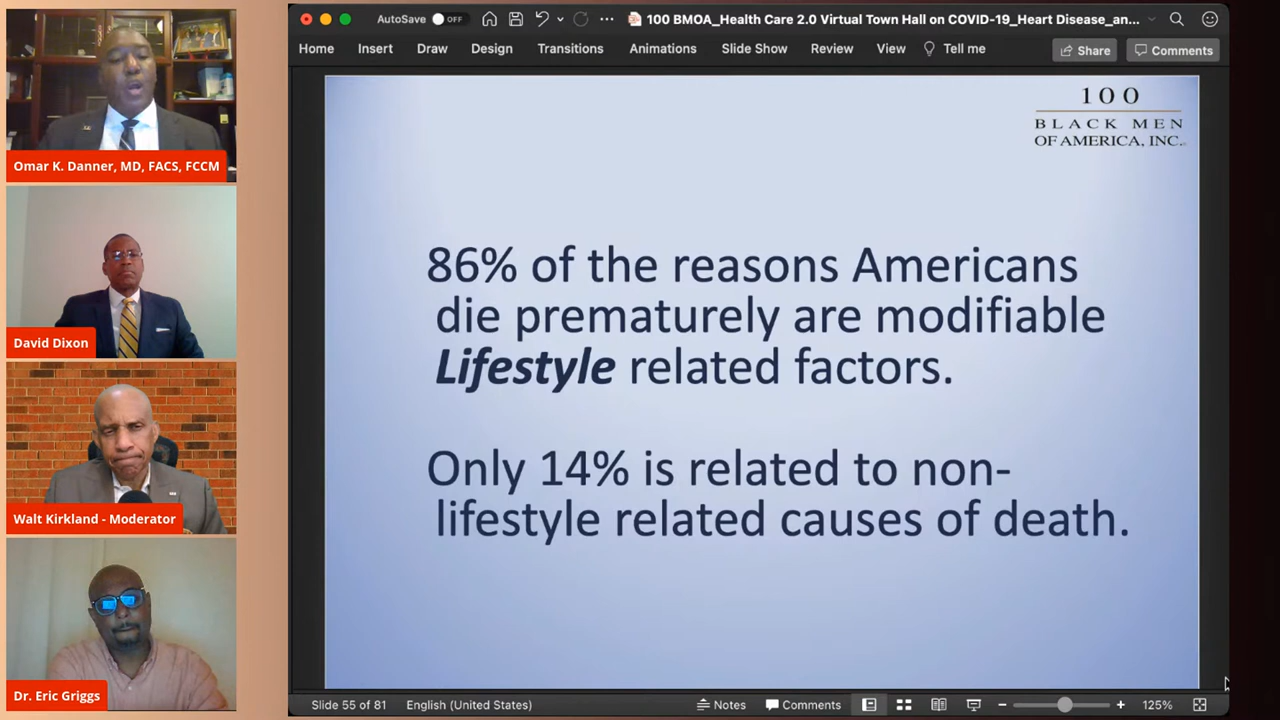 Omar K. Danner, MD, FACS, FCCM
David Dixon
Walt Kirkland - Moderator
Dr. Eric Griggs
AutoSave OFF
100 BMOA_Health Care 2.0 Virtual Town Hall on COVID-19_Heart Disease_an...
Home Insert Draw Design Transitions Animations Slide Show Review View Tell me Share Comments
100
BLACK MEN
OF AMERICA, INC.
86% of the reasons Americans
die prematurely are modifiable
Lifestyle related factors.
Only 14% is related to non-
lifestyle related causes of death.
Slide 55 of 81 English (United States) Notes Comments 125%